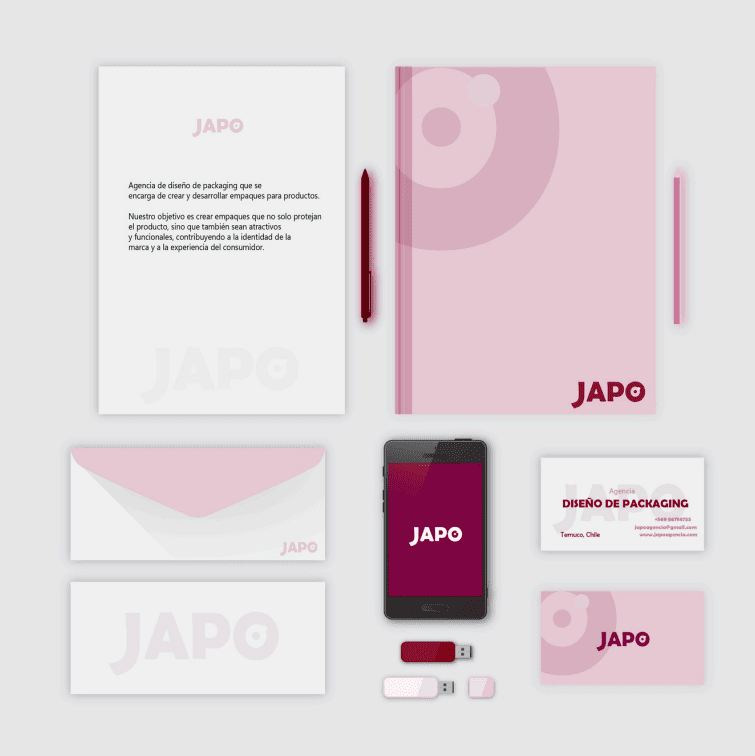 JAPO
Agencia de diseño de packaging que se
encarga de crear y desarrollar empaques para productos.
Nuestro objetivo es crear empaques que no solo protejan
el producto, sino que también sean atractivos
y funcionales, contribuyendo a la identidad de la
marca y a la experiencia del consumidor.
JAPO
JAPO
JAPO
JAPO
JAPO
JAPO
Agencia
DISEÑO DE PACKAGING
japoagencia@gmail.com
Temuco, Chile
www.japoagencia.com
JAPO